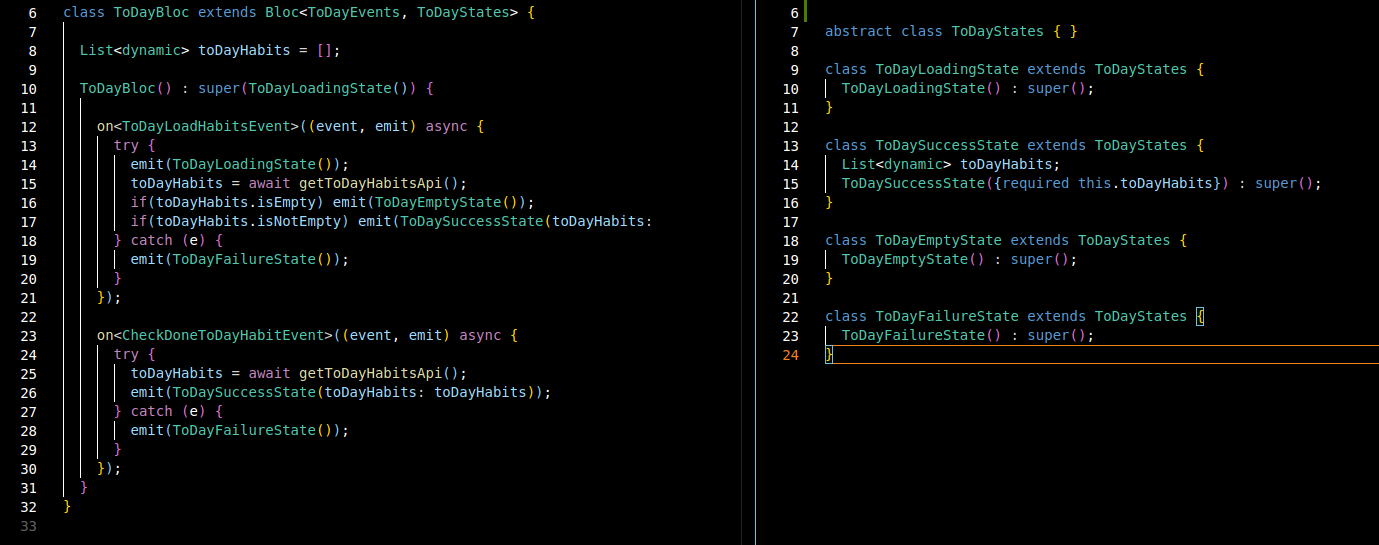 6 class ToDayBloc extends Bloc<ToDayEvents, ToDayStates> {
7
8 List<dynamic> toDayHabits = [];
9
10 ToDayBloc() : super(ToDayLoadingState()) {
11
12 on<ToDayLoadHabitsEvent>((event, emit) async {
13 try {
14 emit(ToDayLoadingState());
15 toDayHabits = await getToDayHabitsApi();
16 if(toDayHabits.isEmpty) emit(ToDayEmptyState());
17 if(toDayHabits.isNotEmpty) emit(ToDaySuccessState(toDayHabits:
18 } catch (e) {
19 emit(ToDayFailureState());
20 }
21 });
22
23 on<CheckDoneToDayHabitEvent>((event, emit) async {
24 try {
25 toDayHabits = await getToDayHabitsApi();
26 emit(ToDaySuccessState(toDayHabits: toDayHabits));
27 } catch (e) {
28 emit(ToDayFailureState());
29 }
30 });
31 }
32 }
33
6
7 abstract class ToDayStates { }
8
9 class ToDayLoadingState extends ToDayStates {
10 ToDayLoadingState() : super();
11 }
12
13 class ToDaySuccessState extends ToDayStates {
14 List<dynamic> toDayHabits;
15 ToDaySuccessState({required this.toDayHabits}) : super();
16 }
17
18 class ToDayEmptyState extends ToDayStates {
19 ToDayEmptyState() : super();
20 }
21
22 class ToDayFailureState extends ToDayStates {
23 ToDayFailureState() : super();
24 }